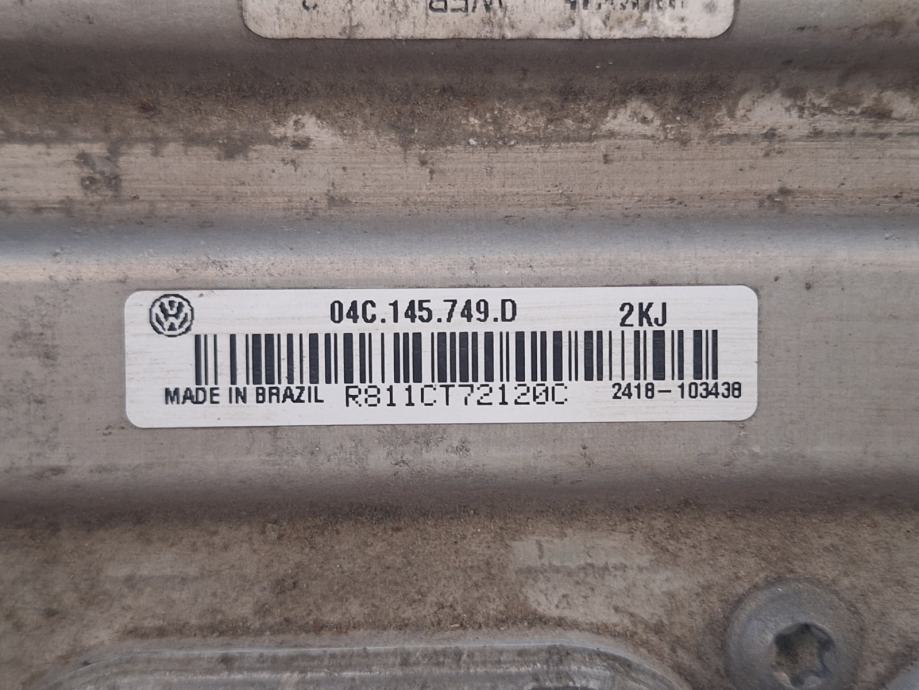 04C.145.749.D 2KJ
MADE IN BRAZIL R811CT72120C 2418-103438